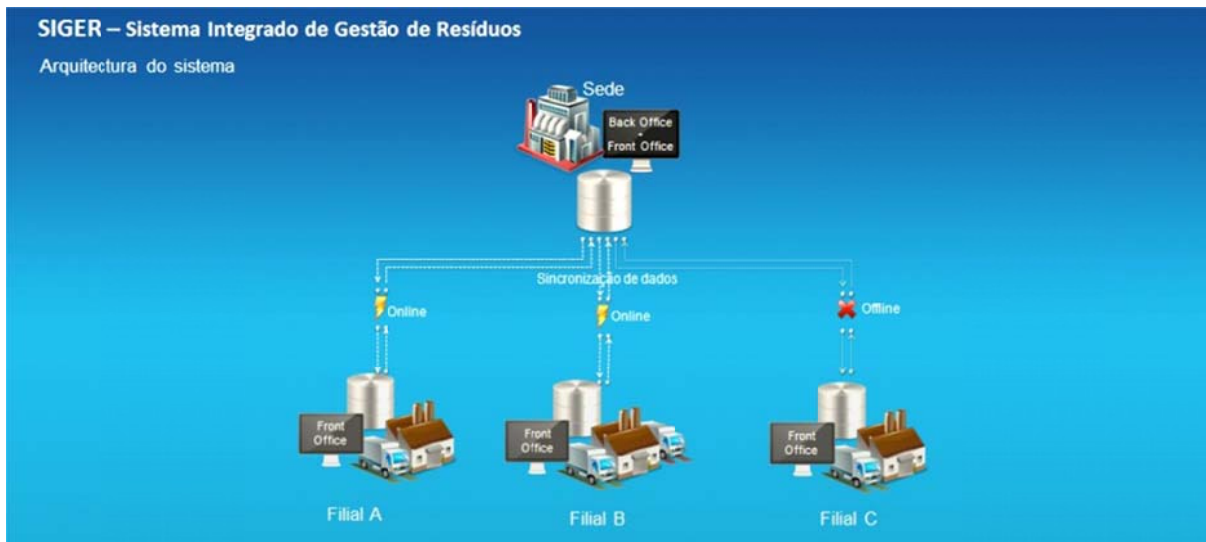 SIGER – Sistema Integrado de Gestão de Resíduos
Arquitectura do sistema
Sede
Back Office
+
Front Office
Sincronização de dados
Online
Online
Offline
Front
Office
Front
Office
Front
Office
Filial A
Filial B
Filial C